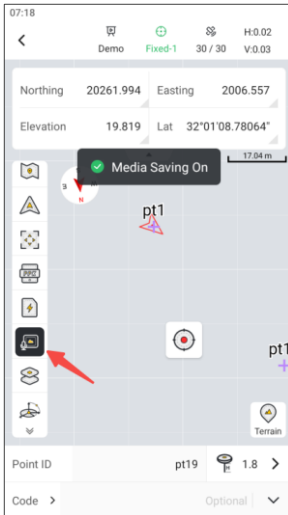 07:18
Demo Fixed-1 30 / 30 H:0.02 V:0.03
Northing 20261.994 Easting 2006.557
Elevation 19.819 Lat 32°01'08.78064"
Media Saving On
17.04 m
S
N
pt1
PPK
pt1
Terrain
Point ID pt19 1.8
Code Optional